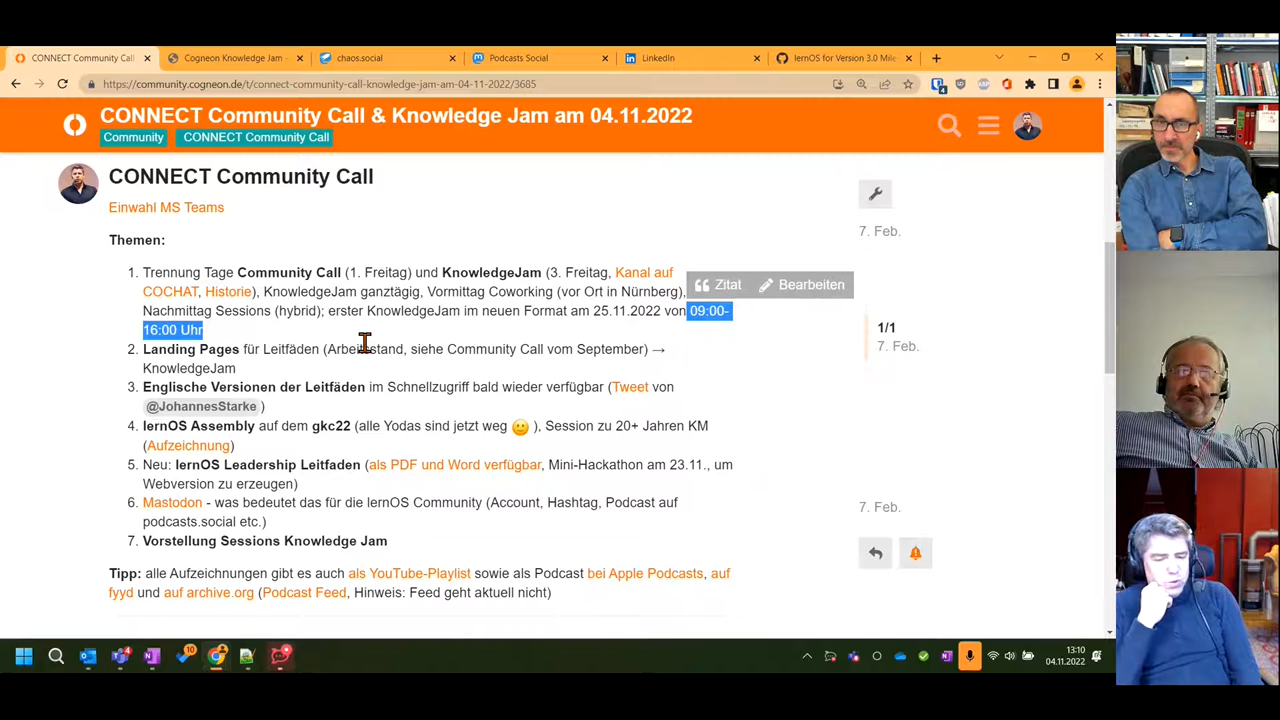 CONNECT Community Call
Cogneon Knowledge Jam -
chaos.social
Podcasts Social
LinkedIn
lernOS for Version 3.0 Mile
https://community.cogneon.de/t/connect-community-call-knowledge-jam-am-04-11-2022/3685
CONNECT Community Call & Knowledge Jam am 04.11.2022
Community CONNECT Community Call
CONNECT Community Call
Einwahl MS Teams
Themen:
1. Trennung Tage Community Call (1. Freitag) und KnowledgeJam (3. Freitag, Kanal auf
COCHAT, Historie), KnowledgeJam ganztägig, Vormittag Coworking (vor Ort in Nürnberg),
Nachmittag Sessions (hybrid); erster KnowledgeJam im neuen Format am 25.11.2022 von 09:00-
16:00 Uhr
2. Landing Pages für Leitfäden (Arbeitsstand, siehe Community Call vom September) →
KnowledgeJam
3. Englische Versionen der Leitfäden im Schnellzugriff bald wieder verfügbar (Tweet von
@JohannesStarke )
4. lernOS Assembly auf dem gkc22 (alle Yodas sind jetzt weg 🙂 ), Session zu 20+ Jahren KM
(Aufzeichnung)
5. Neu: lernOS Leadership Leitfaden (als PDF und Word verfügbar, Mini-Hackathon am 23.11., um
Webversion zu erzeugen)
6. Mastodon - was bedeutet das für die lernOS Community (Account, Hashtag, Podcast auf
podcasts.social etc.)
7. Vorstellung Sessions Knowledge Jam
Tipp: alle Aufzeichnungen gibt es auch als YouTube-Playlist sowie als Podcast bei Apple Podcasts, auf
fyyd und auf archive.org (Podcast Feed, Hinweis: Feed geht aktuell nicht)
Zitat Bearbeiten
7. Feb.
1/1
7. Feb.
7. Feb.
10
13:10
04.11.2022